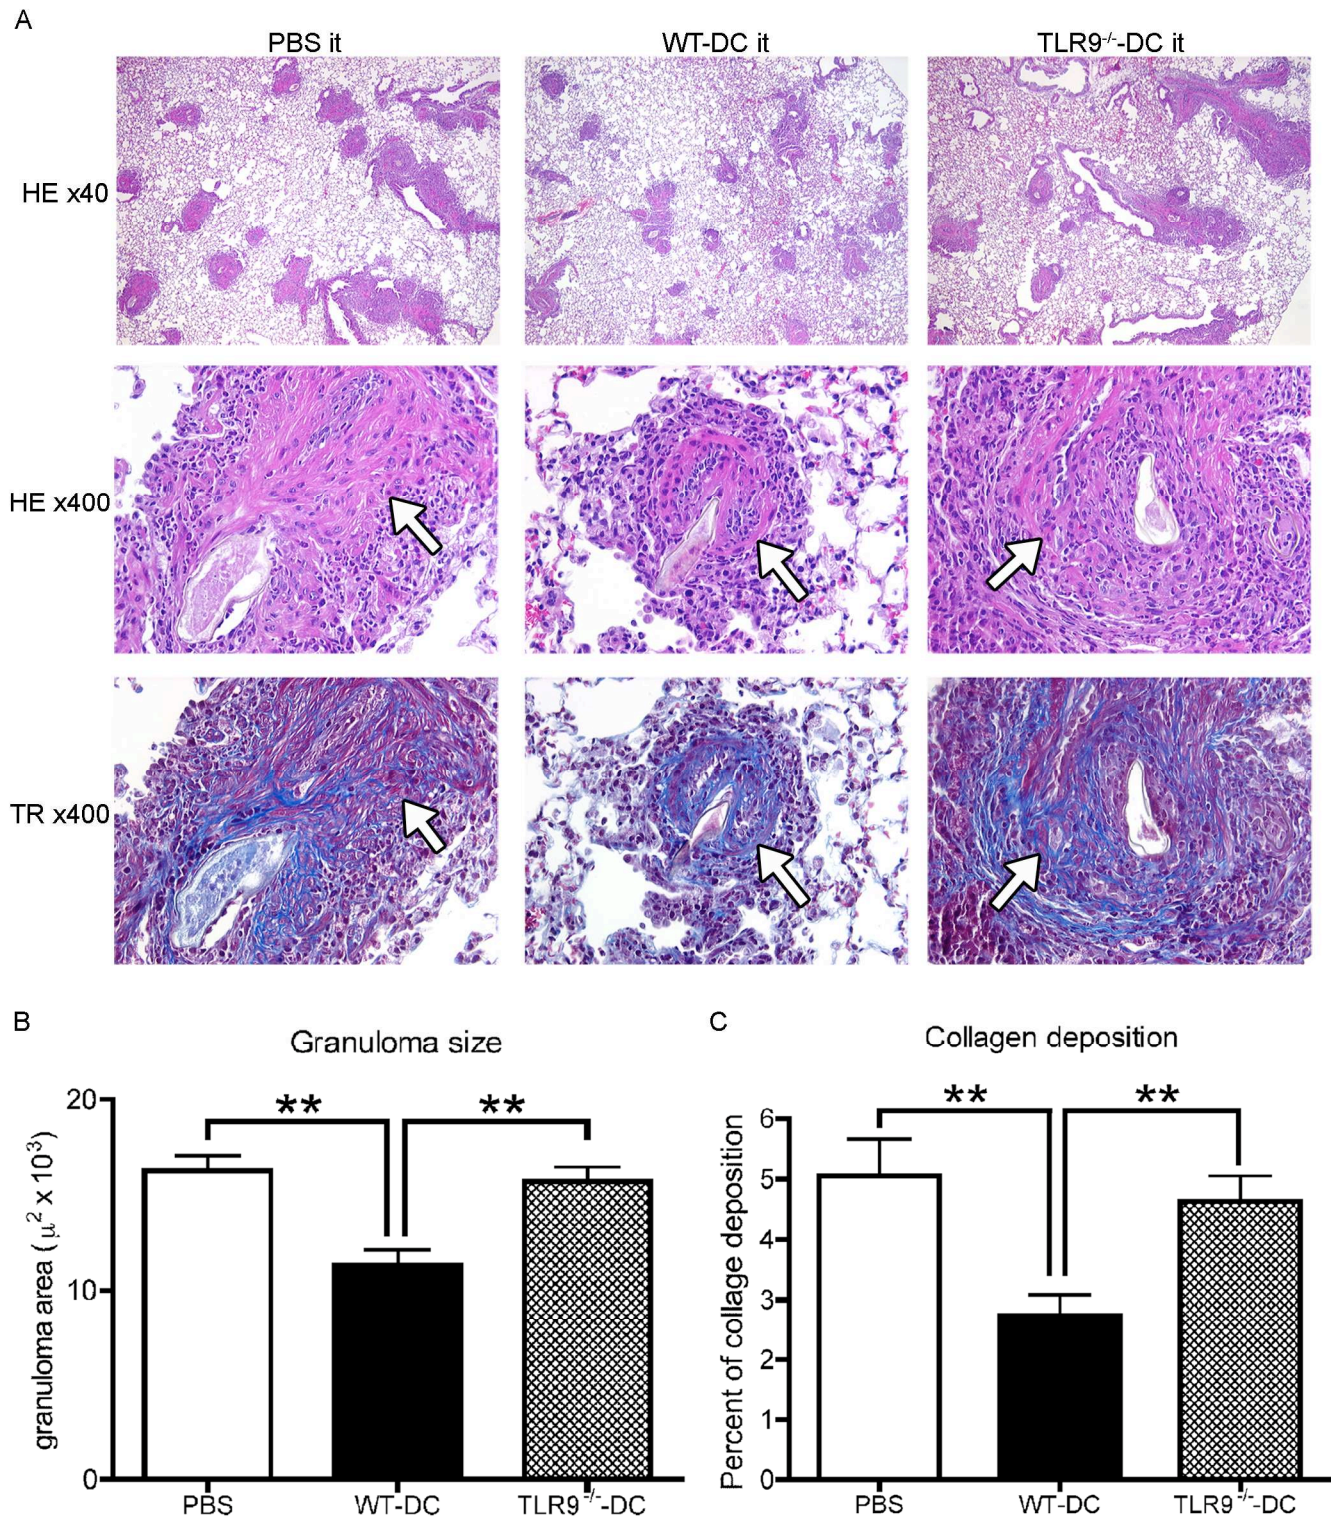 A
PBS it
WT-DC it
TLR9-/--DC it
HE x40
HE x400
TR x400
B
Granuloma size
granuloma area ( μ2 x 103)
20
10
0
**
**
PBS
WT-DC
TLR9-/--DC
C
Collagen deposition
Percent of collage deposition
6
5
4
3
2
1
0
**
**
PBS
WT-DC
TLR9-/--DC